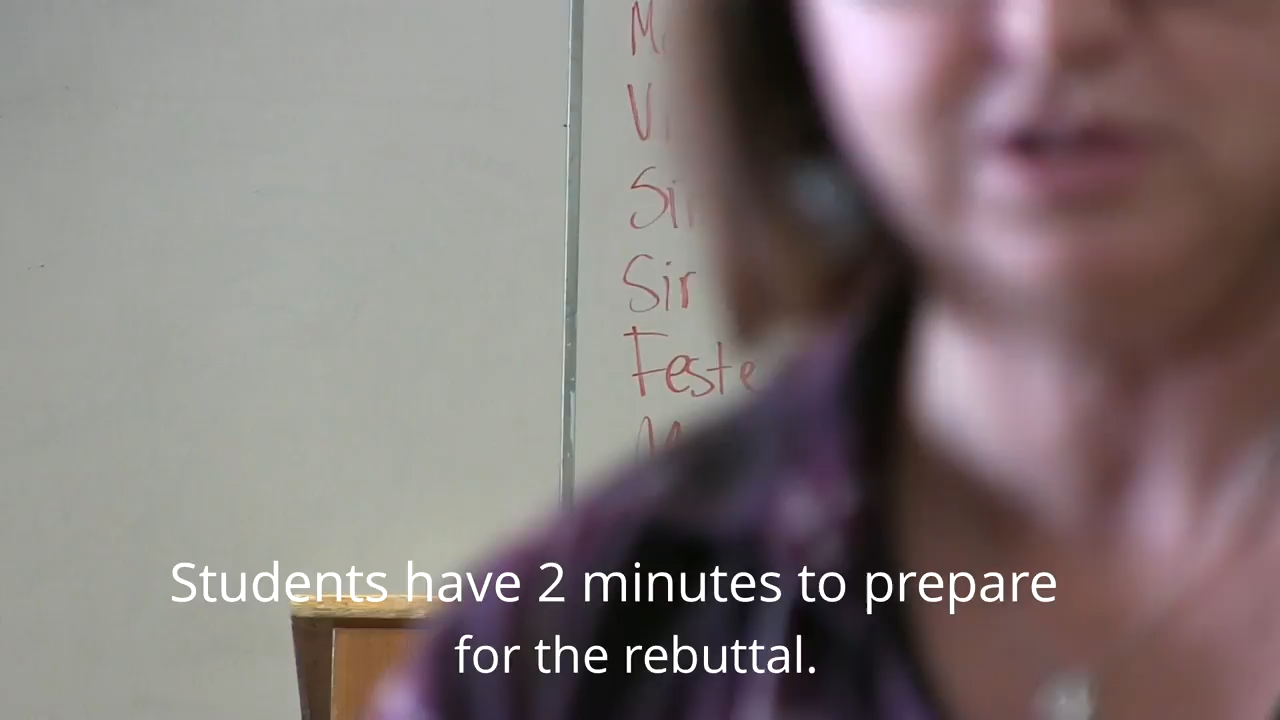 Sir
Feste
Students have 2 minutes to prepare
for the rebuttal.